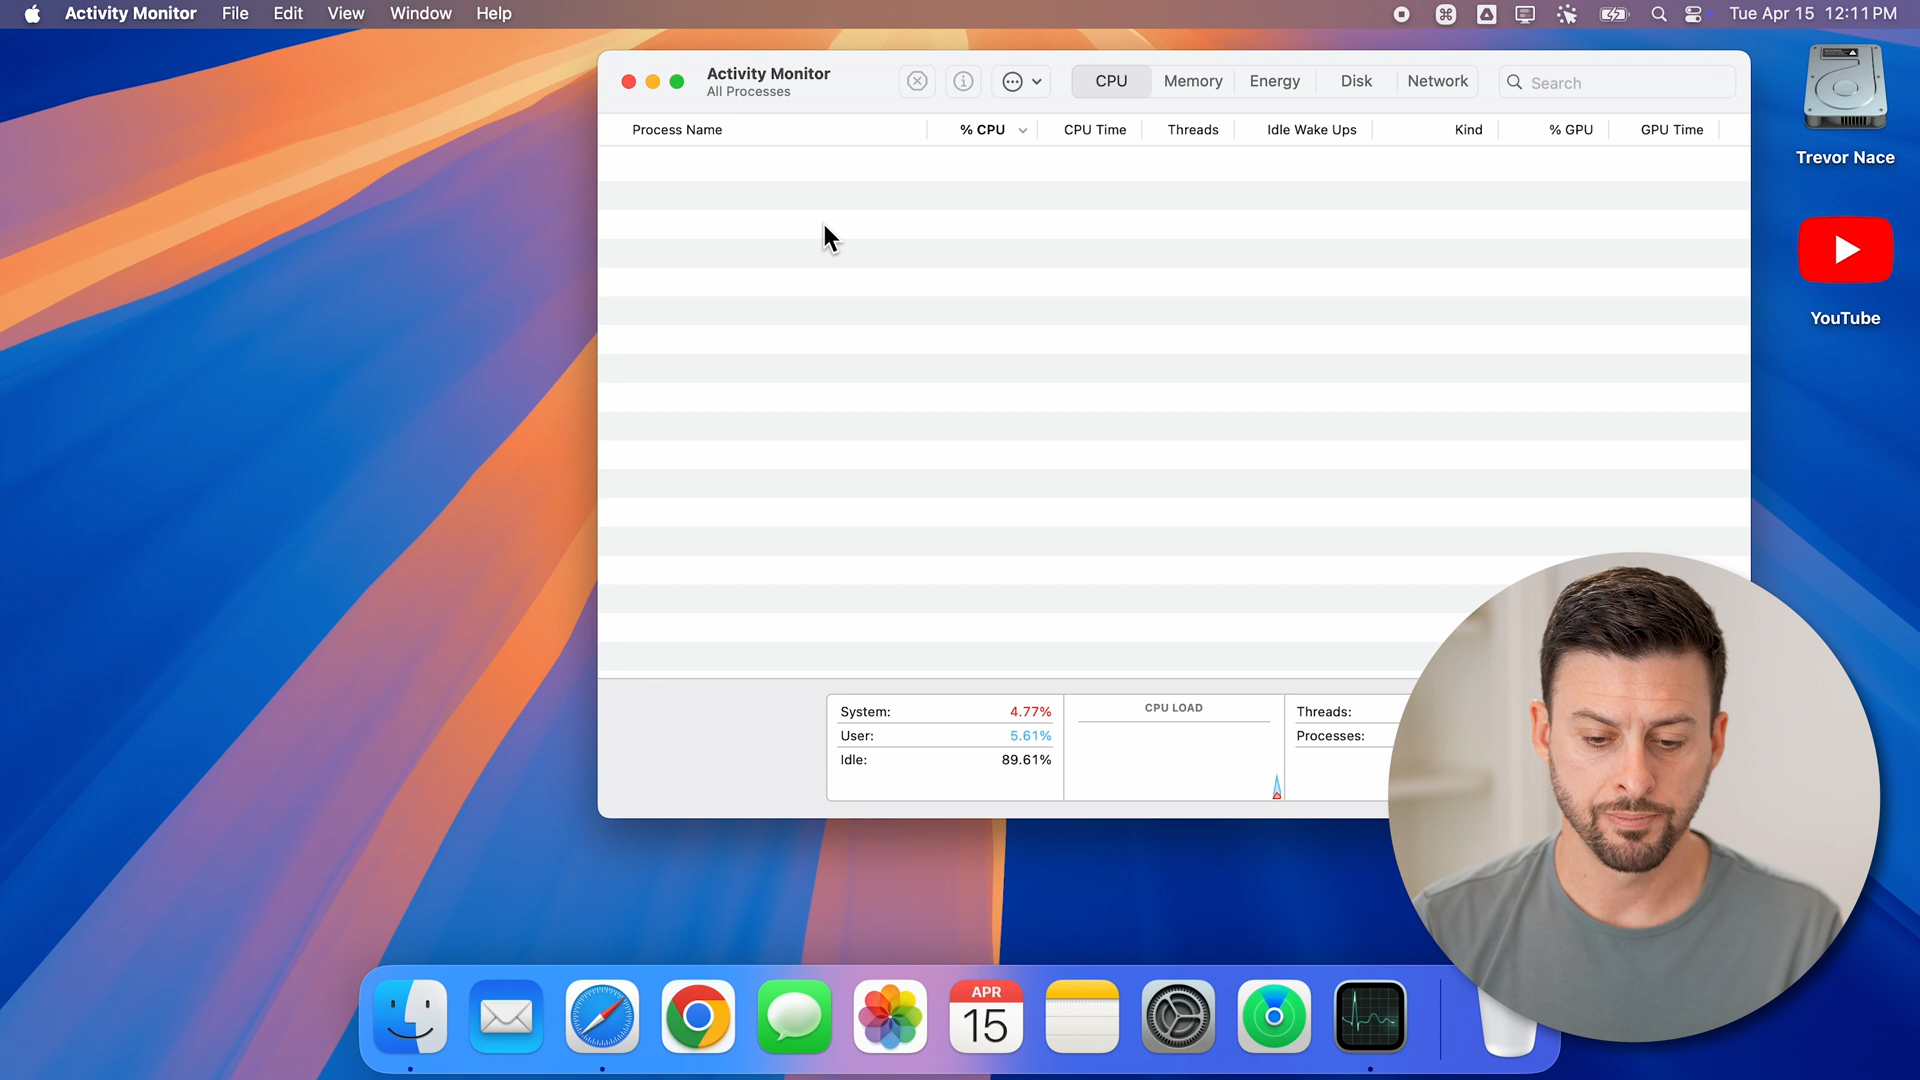 Activity Monitor File Edit View Window Help Tue Apr 15 12:11 PM
Activity Monitor
All Processes
CPU Memory Energy Disk Network Search
Process Name % CPU CPU Time Threads Idle Wake Ups Kind % GPU GPU Time
Trevor Nace
YouTube
System: 4.77%
User: 5.61%
Idle: 89.61%
CPU LOAD
Threads:
Processes:
APR
15